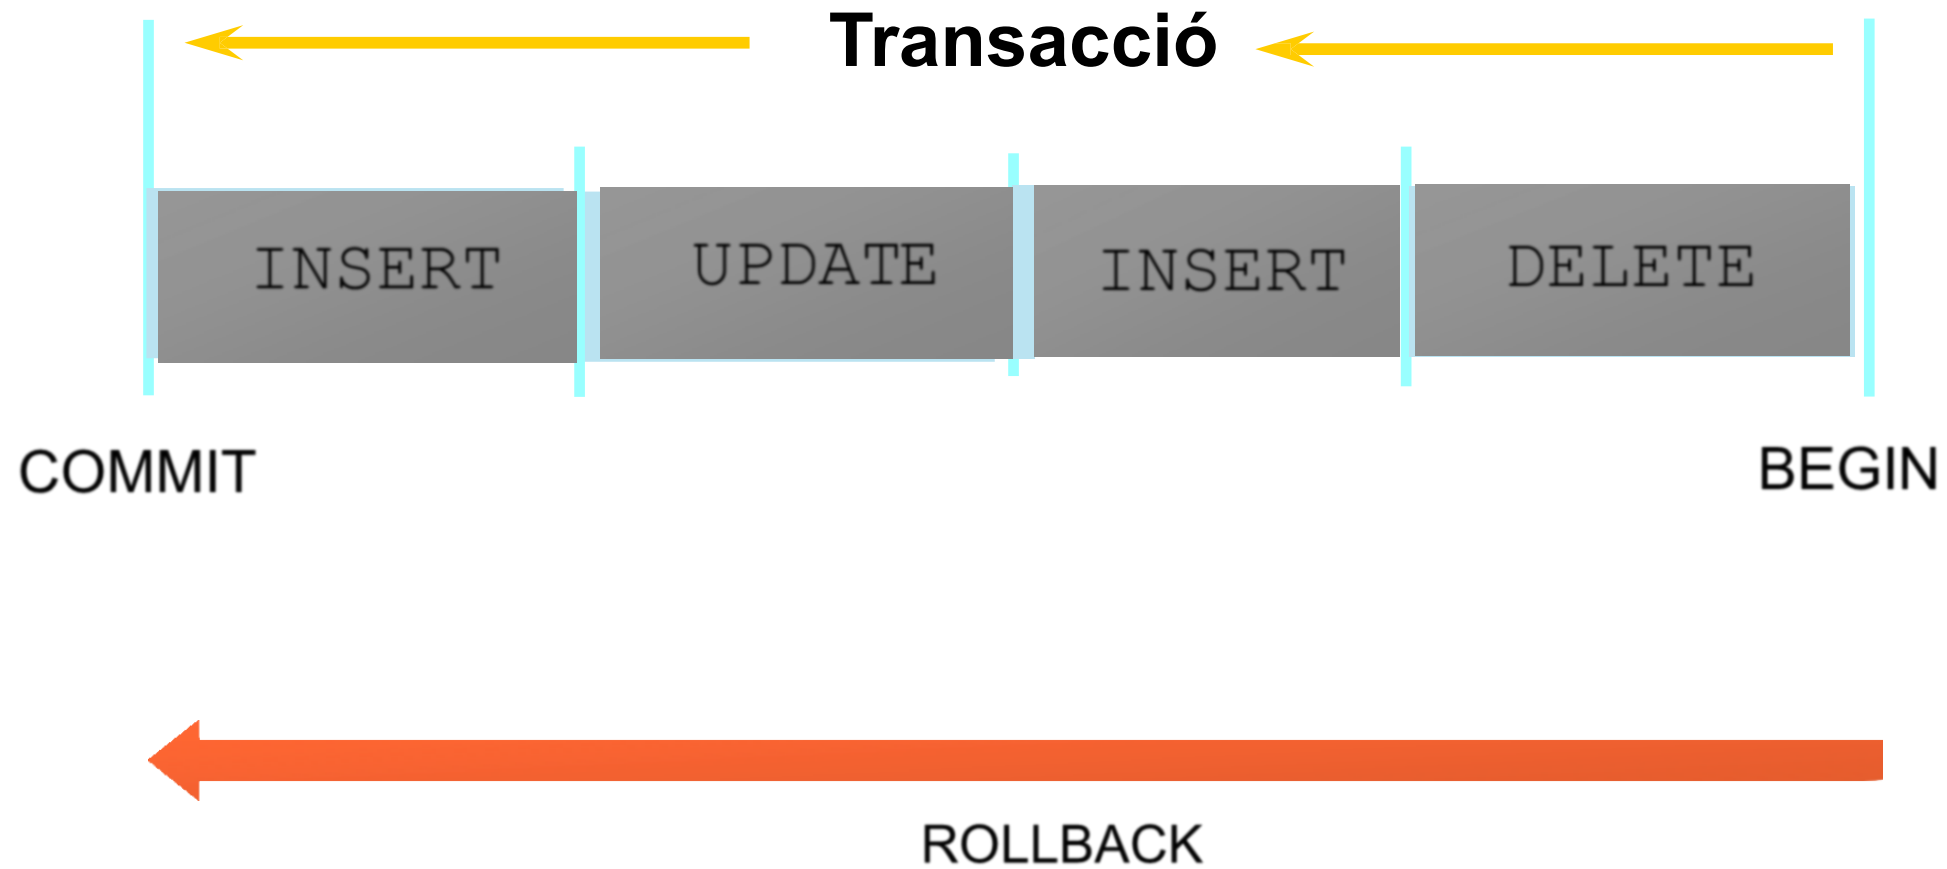 Transacció
INSERT
UPDATE
INSERT
DELETE
COMMIT
BEGIN
ROLLBACK